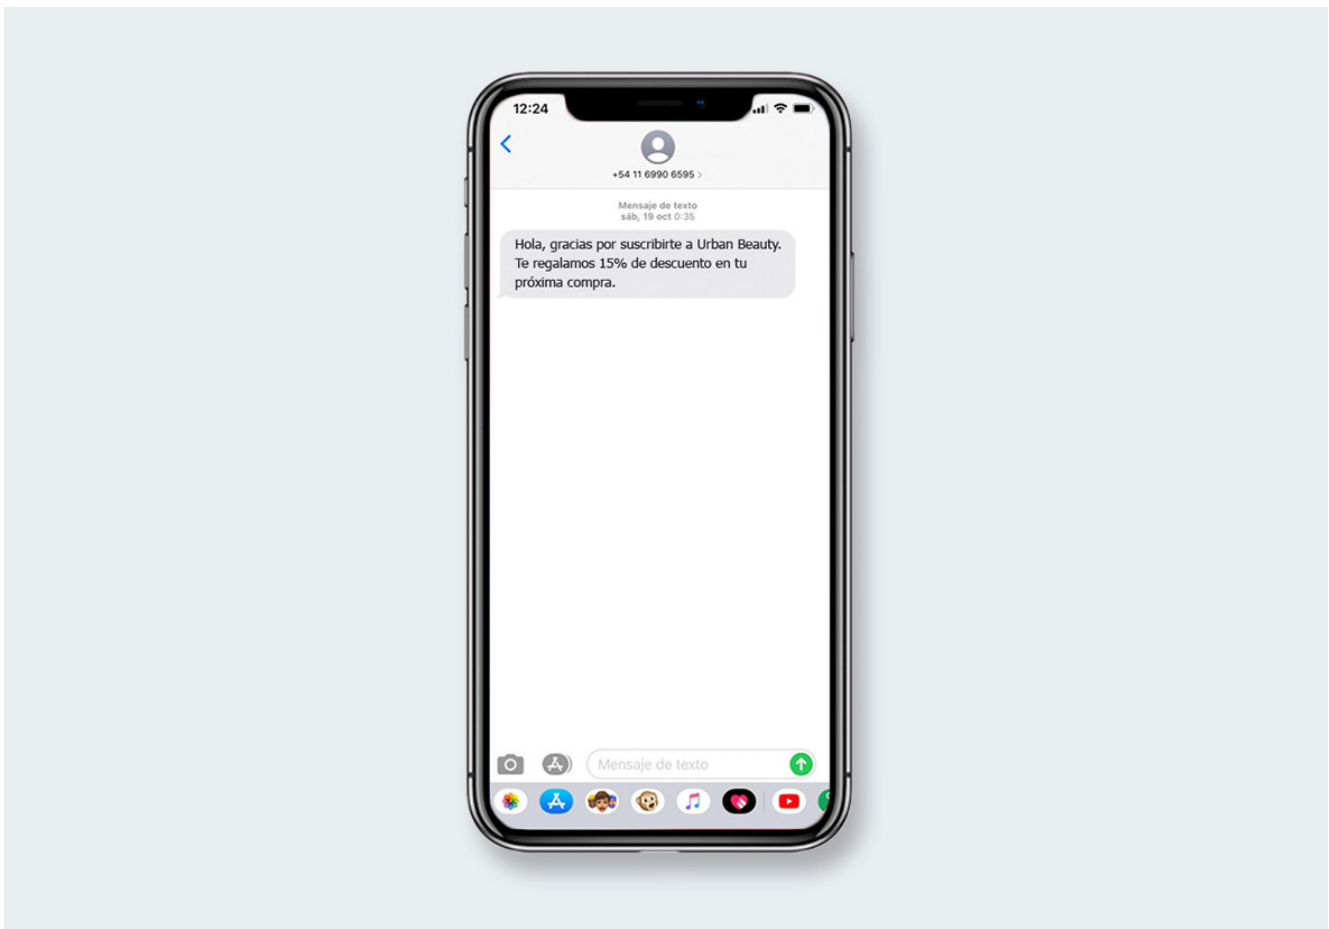 12:24
+54 11 6990 6595 >
Mensaje de texto
sáb, 19 oct 0:35
Hola, gracias por suscribirte a Urban Beauty.
Te regalamos 15% de descuento en tu
próxima compra.
Mensaje de texto